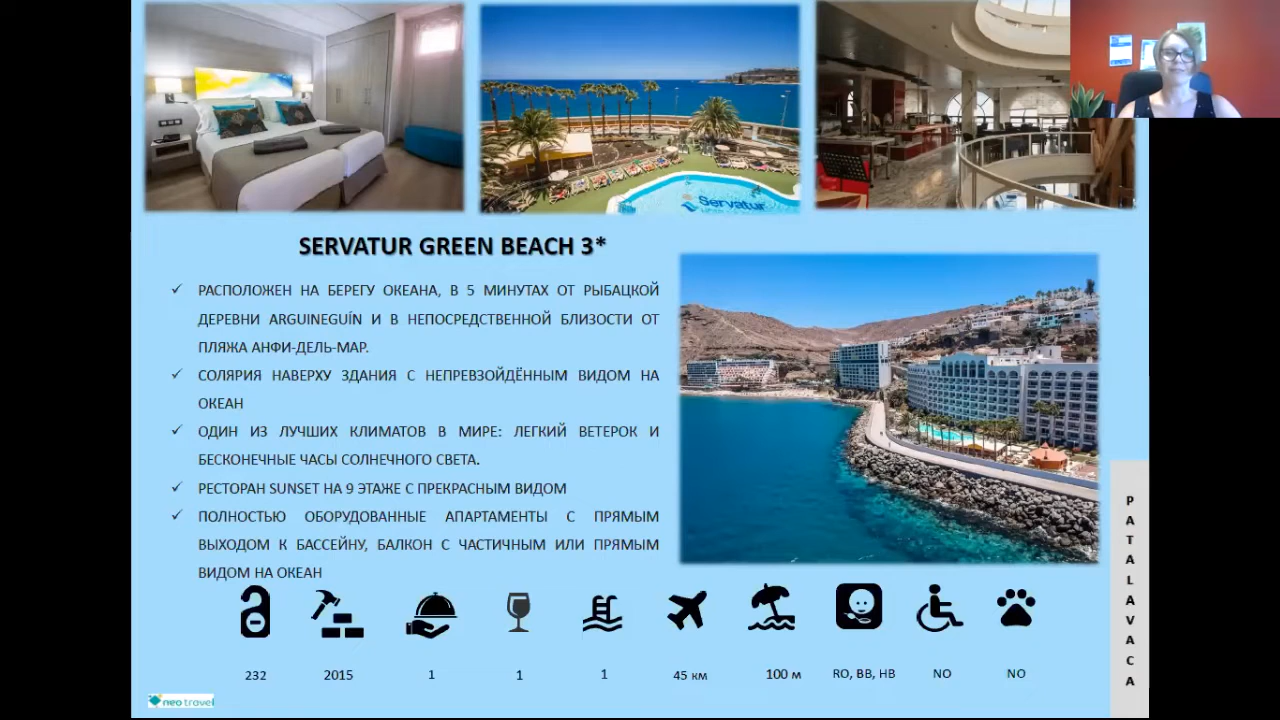 Servatur
SERVATUR GREEN BEACH 3*
✓ РАСПОЛОЖЕН НА БЕРЕГУ ОКЕАНА, В 5 МИНУТАХ ОТ РЫБАЦКОЙ
ДЕРЕВНИ ARGUINEGUÍN И В НЕПОСРЕДСТВЕННОЙ БЛИЗОСТИ ОТ
ПЛЯЖА АНФИ-ДЕЛЬ-МАР.
✓ СОЛЯРИЯ НАВЕРХУ ЗДАНИЯ С НЕПРЕВЗОЙДЁННЫМ ВИДОМ НА
ОКЕАН
✓ ОДИН ИЗ ЛУЧШИХ КЛИМАТОВ В МИРЕ: ЛЕГКИЙ ВЕТЕРОК И
БЕСКОНЕЧНЫЕ ЧАСЫ СОЛНЕЧНОГО СВЕТА.
✓ РЕСТОРАН SUNSET НА 9 ЭТАЖЕ С ПРЕКРАСНЫМ ВИДОМ
✓ ПОЛНОСТЬЮ ОБОРУДОВАННЫЕ АПАРТАМЕНТЫ С ПРЯМЫМ
ВЫХОДОМ К БАССЕЙНУ, БАЛКОН С ЧАСТИЧНЫМ ИЛИ ПРЯМЫМ
ВИДОМ НА ОКЕАН
232 2015 1 1 1 45 км 100 м RO, BB, HB NO NO
PATALAVACA
neo travel